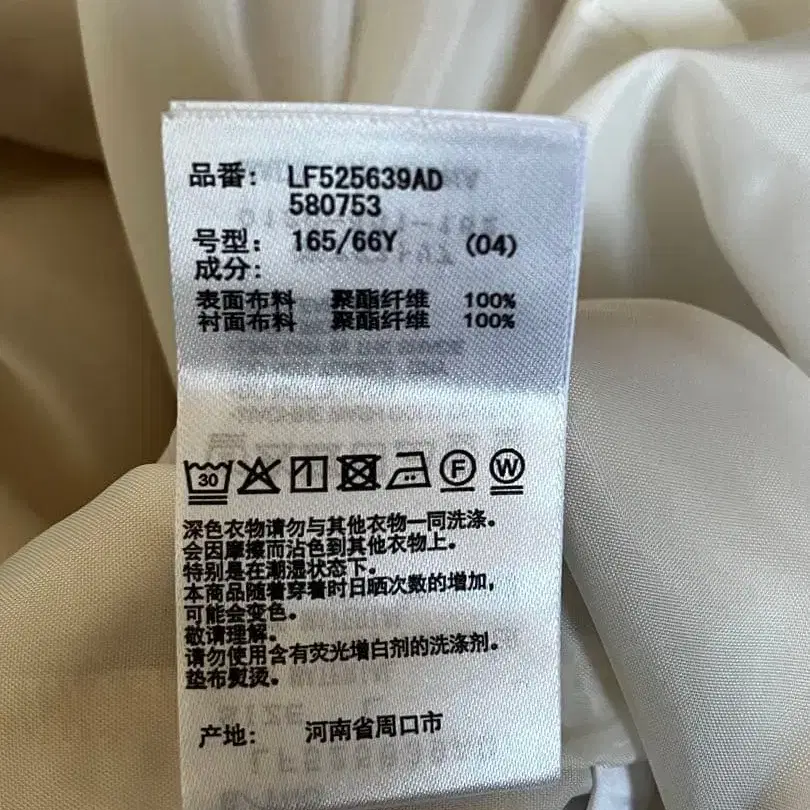 品番: LF525639AD
580753
号型: 165/66Y (04)
成分:
表面布料 聚酯纤维 100%
衬面布料 聚酯纤维 100%
30 F W
深色衣物请勿与其他衣物一同洗涤。
会因摩擦而沾色到其他衣物上。
特别是在潮湿状态下。
本商品随着穿着时日晒次数的增加,
可能会变色。
敬请理解。
请勿使用含有荧光增白剂的洗涤剂。
垫布熨烫。
产地: 河南省周口市